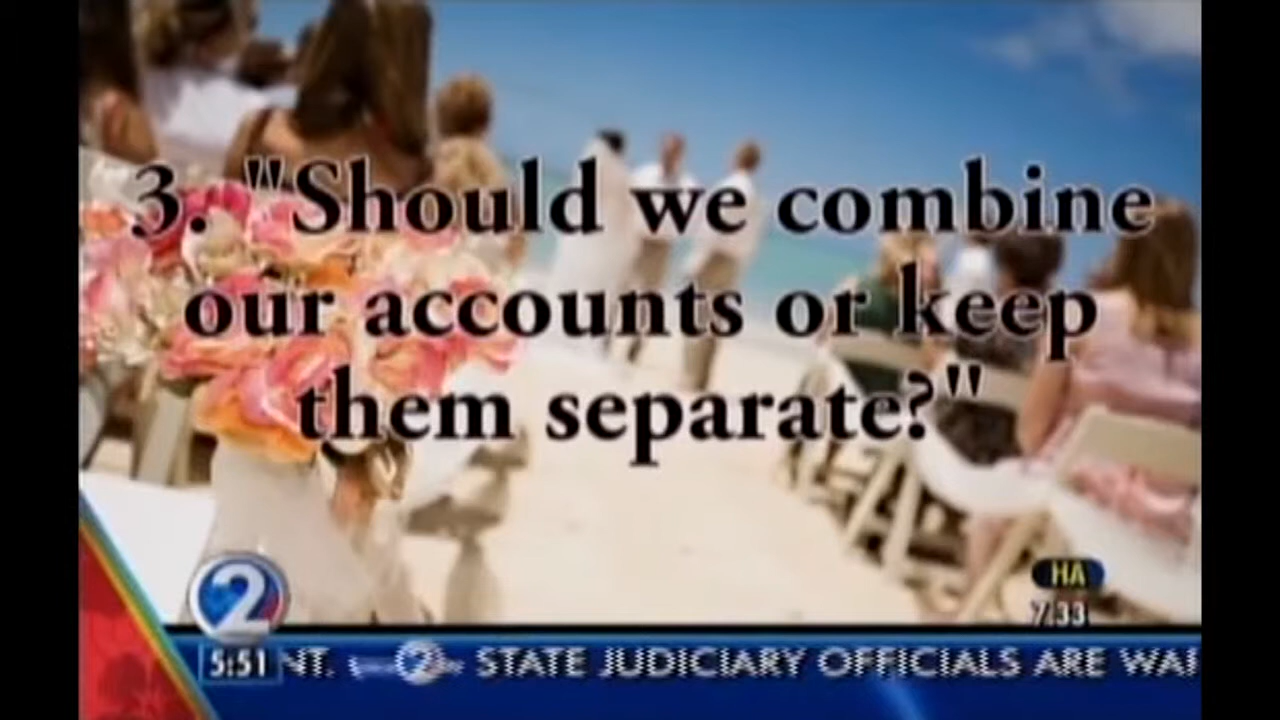 3. "Should we combine
our accounts or keep
them separate?"
2
HA
7.33
5:51 NT. 2 STATE JUDICIARY OFFICIALS ARE WAR